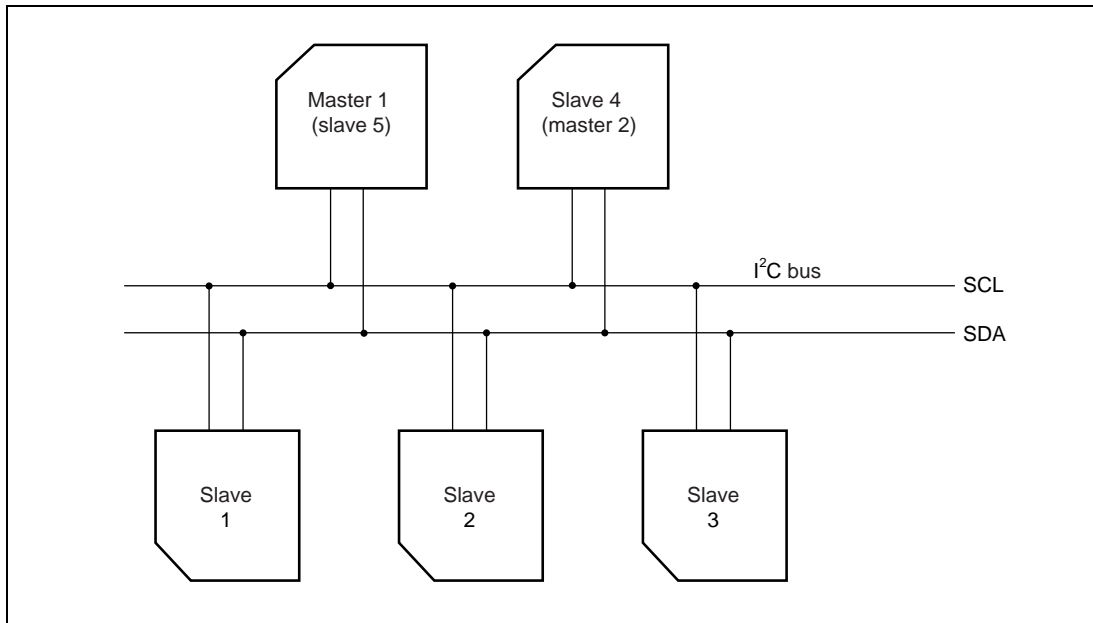 Master 1
(slave 5)
Slave 4
(master 2)
I²C bus
SCL
SDA
Slave
1
Slave
2
Slave
3